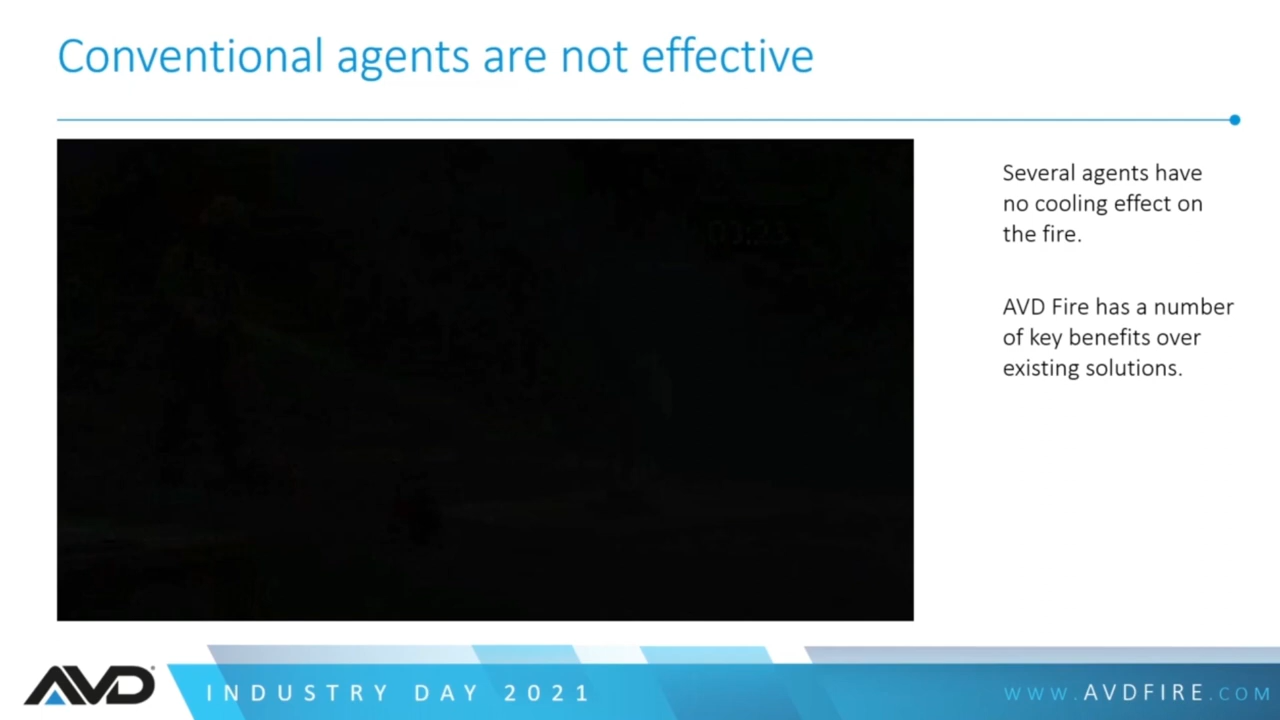 Conventional agents are not effective
Several agents have
no cooling effect on
the fire.
AVD Fire has a number
of key benefits over
existing solutions.
AVD®
INDUSTRY DAY 2021
WWW.AVDFIRE.COM